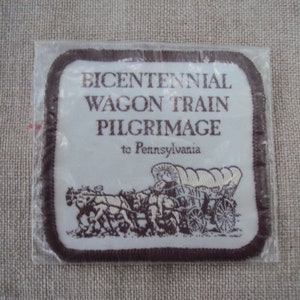 BICENTENNIAL
WAGON TRAIN
PILGRIMAGE
to Pennsylvania